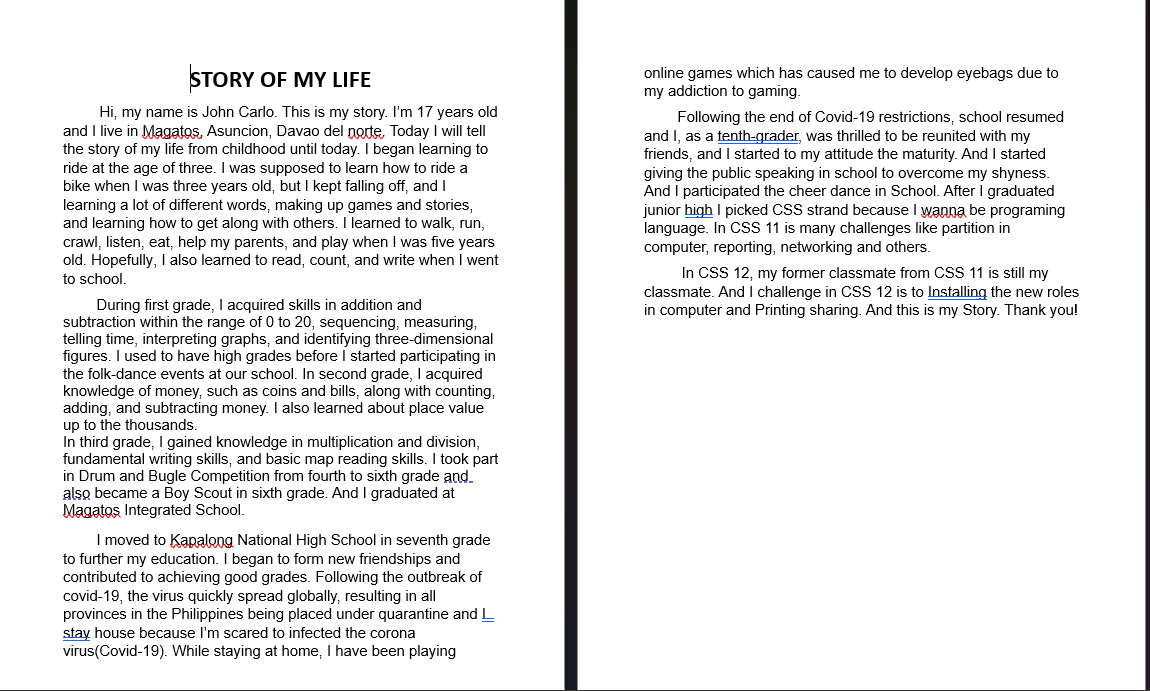 STORY OF MY LIFE
Hi, my name is John Carlo. This is my story. I'm 17 years old
and I live in Magatos, Asuncion, Davao del norte. Today I will tell
the story of my life from childhood until today. I began learning to
ride at the age of three. I was supposed to learn how to ride a
bike when I was three years old, but I kept falling off, and I
learning a lot of different words, making up games and stories,
and learning how to get along with others. I learned to walk, run,
crawl, listen, eat, help my parents, and play when I was five years
old. Hopefully, I also learned to read, count, and write when I went
to school.
During first grade, I acquired skills in addition and
subtraction within the range of 0 to 20, sequencing, measuring,
telling time, interpreting graphs, and identifying three-dimensional
figures. I used to have high grades before I started participating in
the folk-dance events at our school. In second grade, I acquired
knowledge of money, such as coins and bills, along with counting,
adding, and subtracting money. I also learned about place value
up to the thousands.
In third grade, I gained knowledge in multiplication and division,
fundamental writing skills, and basic map reading skills. I took part
in Drum and Bugle Competition from fourth to sixth grade and
also became a Boy Scout in sixth grade. And I graduated at
Magatos Integrated School.
I moved to Kapalong National High School in seventh grade
to further my education. I began to form new friendships and
contributed to achieving good grades. Following the outbreak of
covid-19, the virus quickly spread globally, resulting in all
provinces in the Philippines being placed under quarantine and I
stay house because I'm scared to infected the corona
virus(Covid-19). While staying at home, I have been playing
online games which has caused me to develop eyebags due to
my addiction to gaming.
Following the end of Covid-19 restrictions, school resumed
and I, as a tenth-grader, was thrilled to be reunited with my
friends, and I started to my attitude the maturity. And I started
giving the public speaking in school to overcome my shyness.
And I participated the cheer dance in School. After I graduated
junior high I picked CSS strand because I wanna be programing
language. In CSS 11 is many challenges like partition in
computer, reporting, networking and others.
In CSS 12, my former classmate from CSS 11 is still my
classmate. And I challenge in CSS 12 is to Installing the new roles
in computer and Printing sharing. And this is my Story. Thank you!